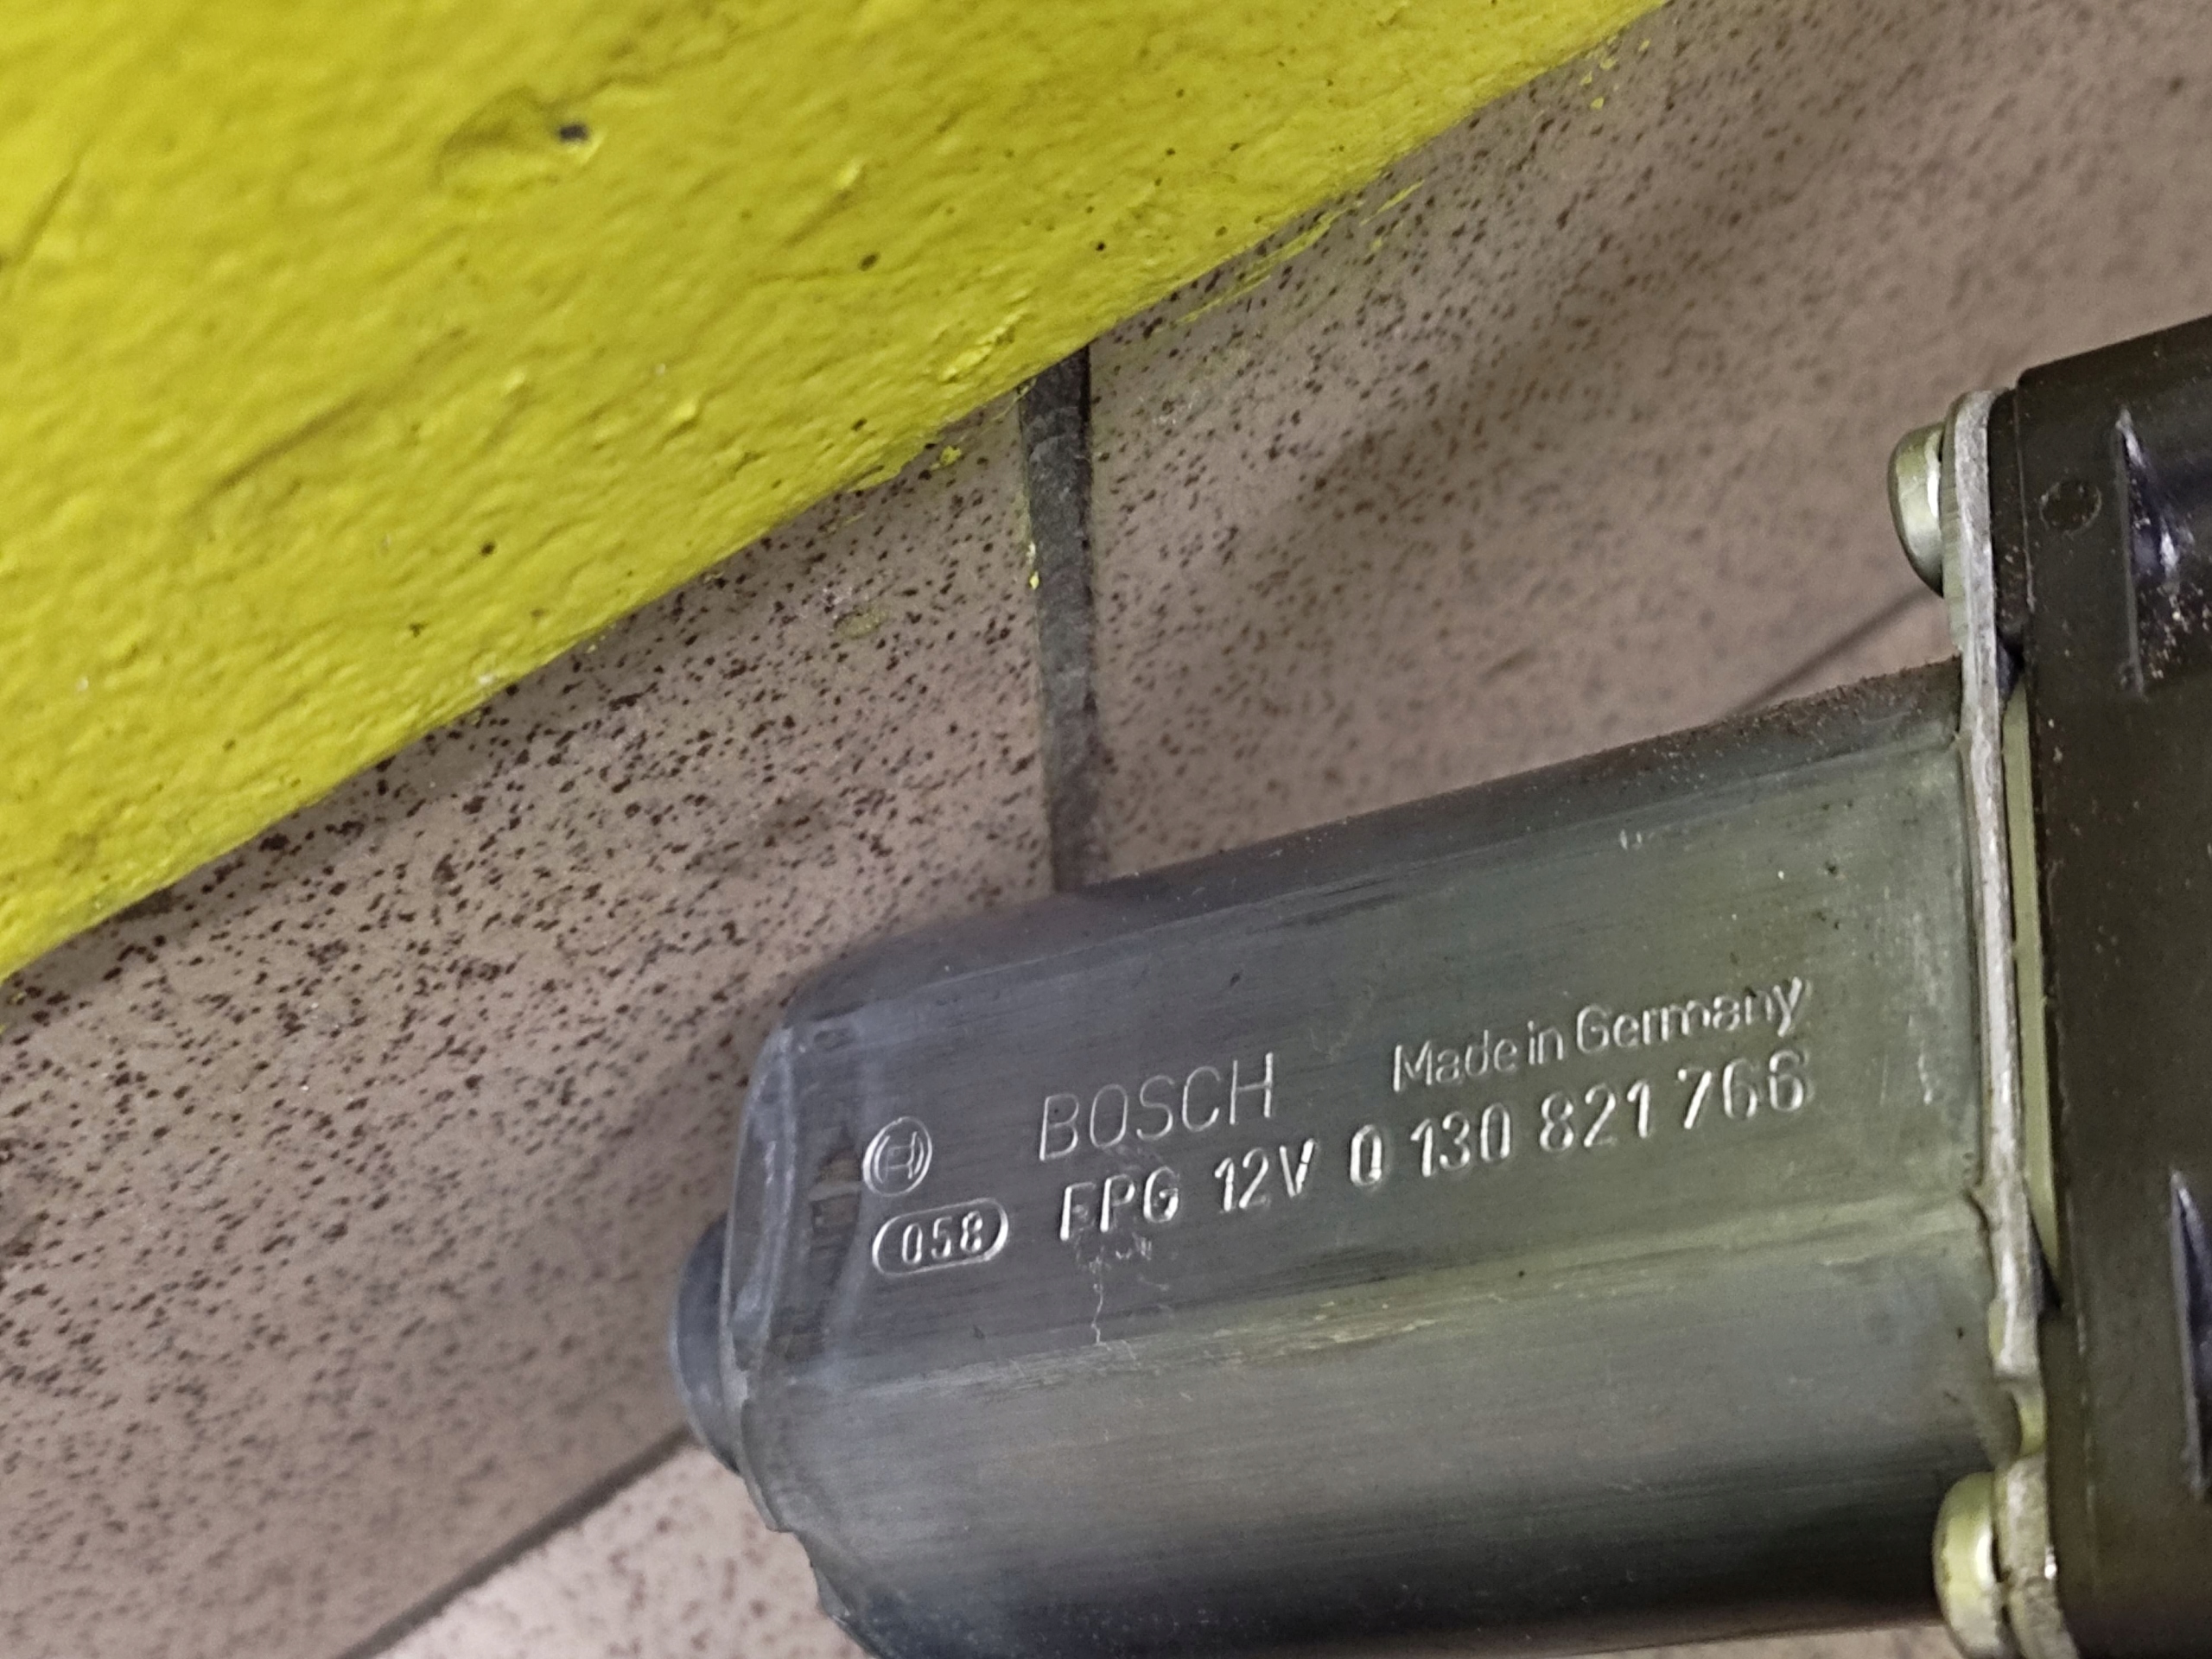 BOSCH Made in Germany
058 FPG 12V 0 130 821 766